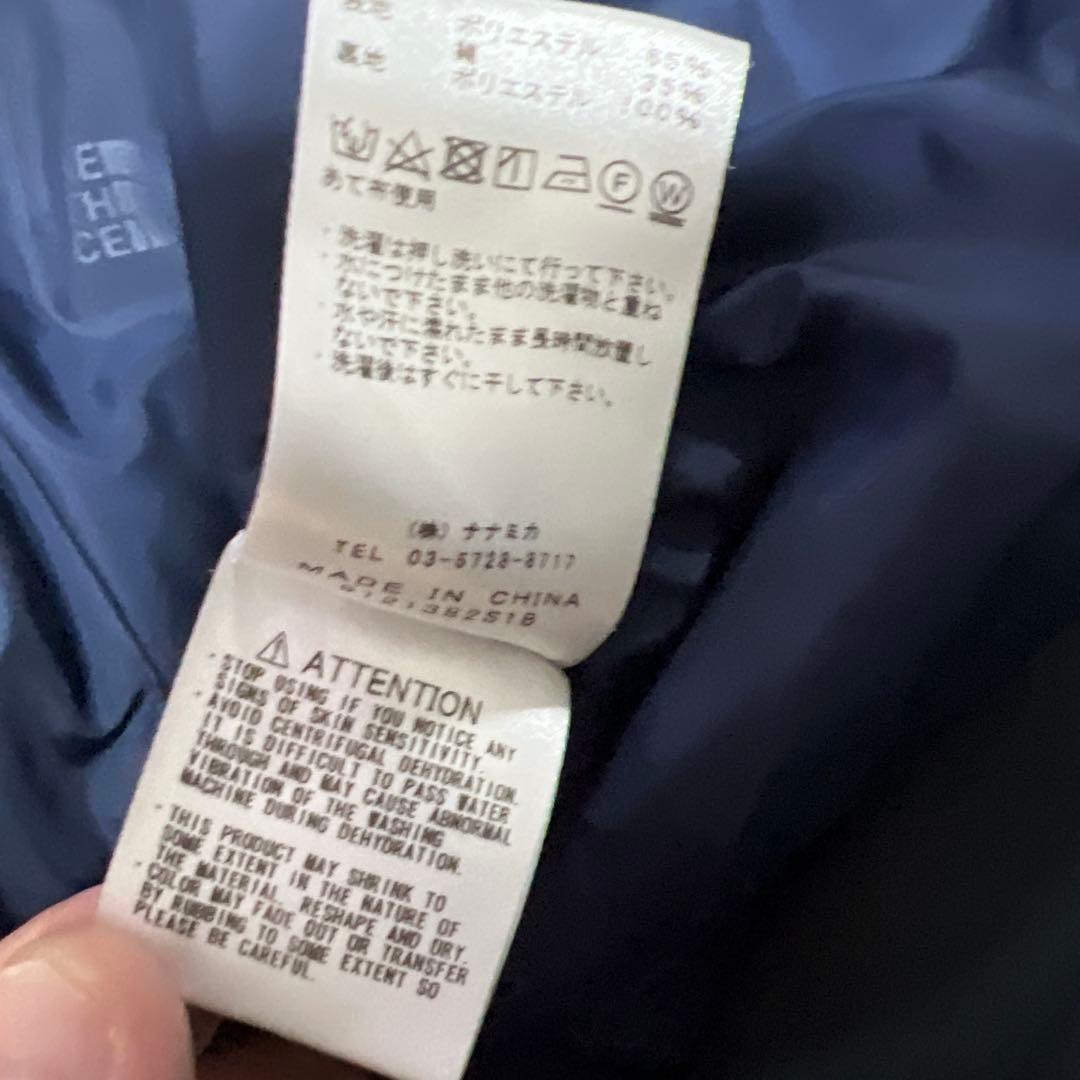 表地 ポリエステル 65%
綿 35%
裏地 ポリエステル 100%
F W
あて布使用
・洗濯は押し洗いにて行って下さい。
・水につけたまま他の洗濯物と重ね
ないで下さい。
・水や汗に濡れたまま長時間放置し
ないで下さい。
・洗濯後はすぐに干して下さい。
(株) ナナミカ
TEL 03-5728-8717
MADE IN CHINA
ATTENTION
・STOP USING IF YOU NOTICE ANY
SIGNS OF SKIN SENSITIVITY.
・AVOID CENTRIFUGAL DEHYDRATION.
IT IS DIFFICULT TO PASS WATER
THROUGH AND MAY CAUSE ABNORMAL
VIBRATION OF THE WASHING
MACHINE DURING DEHYDRATION.
・THIS PRODUCT MAY SHRINK TO
SOME EXTENT IN THE NATURE OF
THE MATERIAL. RESHAPE AND DRY.
・COLOR MAY FADE OUT OR TRANSFER
BY RUBBING TO SOME EXTENT SO
PLEASE BE CAREFUL.